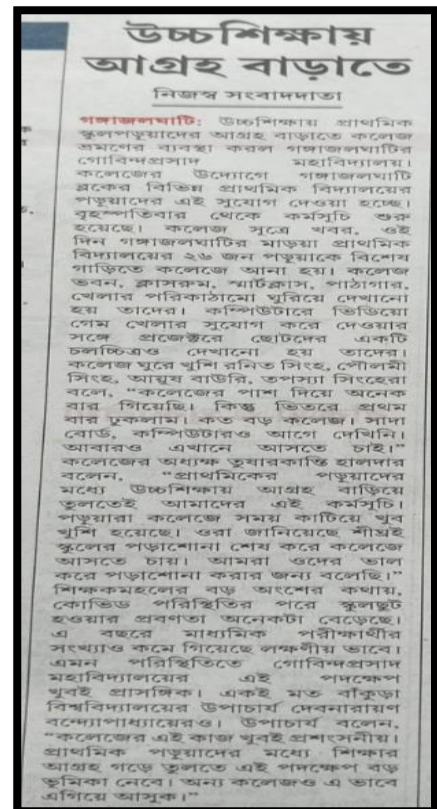 উচ্চশিক্ষায়
আগ্রহ বাড়াতে
নিজস্ব সংবাদদাতা
গঙ্গাজলঘাটি: উচ্চশিক্ষায় প্রাথমিক
স্কুলপড়ুয়াদের আগ্রহ বাড়াতে কলেজ
ভ্রমণের ব্যবস্থা করল গঙ্গাজলঘাটির
গোবিন্দপ্রসাদ মহাবিদ্যালয়।
কলেজের উদ্যোগে গঙ্গাজলঘাটি
ব্লকের বিভিন্ন প্রাথমিক বিদ্যালয়ের
পড়ুয়াদের এই সুযোগ দেওয়া হচ্ছে।
বৃহস্পতিবার থেকে কর্মসূচি শুরু
হয়েছে। কলেজ সূত্রে খবর, ওই
দিন গঙ্গাজলঘাটির মাড়য়া প্রাথমিক
বিদ্যালয়ের ২৬ জন পড়ুয়াকে বিশেষ
গাড়িতে কলেজে আনা হয়। কলেজ
ভবন, ক্লাসরুম, স্মার্টক্লাস, পাঠাগার,
খেলার পরিকাঠামো ঘুরিয়ে দেখানো
হয় তাদের। কম্পিউটারে ভিডিয়ো
গেম খেলার সুযোগ করে দেওয়ার
সঙ্গে প্রজেক্টরে ছোটদের একটি
চলচ্চিত্রও দেখানো হয় তাদের।
কলেজ ঘুরে খুশি রনিত সিংহ, পৌলমী
সিংহ, আয়ুষ বাউরি, তপস্যা সিংহেরা
বলে, “কলেজের পাশ দিয়ে অনেক
বার গিয়েছি। কিন্তু ভিতরে প্রথম
বার ঢুকলাম। কত বড় কলেজ। সাদা
বোর্ড, কম্পিউটারও আগে দেখিনি।
আবারও এখানে আসতে চাই।”
কলেজের অধ্যক্ষ তুষারকান্তি হালদার
বলেন, “প্রাথমিকের পড়ুয়াদের
মধ্যে উচ্চশিক্ষায় আগ্রহ বাড়িয়ে
তুলতেই আমাদের এই কর্মসূচি।
পড়ুয়ারা কলেজে সময় কাটিয়ে খুব
খুশি হয়েছে। ওরা জানিয়েছে শীঘ্রই
স্কুলের পড়াশোনা শেষ করে কলেজে
আসতে চায়। আমরা ওদের ভাল
করে পড়াশোনা করার জন্য বলেছি।”
শিক্ষকমহলের বড় অংশের কথায়,
কোভিড পরিস্থিতির পরে স্কুলছুট
হওয়ার প্রবণতা অনেকটা বেড়েছে।
এ বছরে মাধ্যমিক পরীক্ষার্থীর
সংখ্যাও কমে গিয়েছে লক্ষণীয় ভাবে।
এমন পরিস্থিতিতে গোবিন্দপ্রসাদ
মহাবিদ্যালয়ের এই পদক্ষেপ
খুবই প্রাসঙ্গিক। একই মত বাঁকুড়া
বিশ্ববিদ্যালয়ের উপাচার্য দেবনারায়ণ
বন্দ্যোপাধ্যায়েরও। উপাচার্য বলেন,
“কলেজের এই কাজ খুবই প্রশংসনীয়।
প্রাথমিক পড়ুয়াদের মধ্যে শিক্ষার
আগ্রহ গড়ে তুলতে এই পদক্ষেপ বড়
ভূমিকা নেবে। অন্য কলেজও এ ভাবে
এগিয়ে আসুক।”